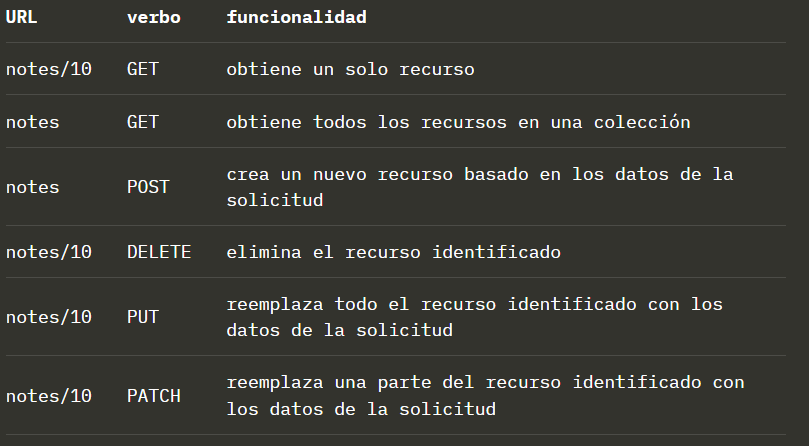 URL verbo funcionalidad
notes/10 GET obtiene un solo recurso
notes GET obtiene todos los recursos en una colección
notes POST crea un nuevo recurso basado en los datos de la
solicitud
notes/10 DELETE elimina el recurso identificado
notes/10 PUT reemplaza todo el recurso identificado con los
datos de la solicitud
notes/10 PATCH reemplaza una parte del recurso identificado con
los datos de la solicitud